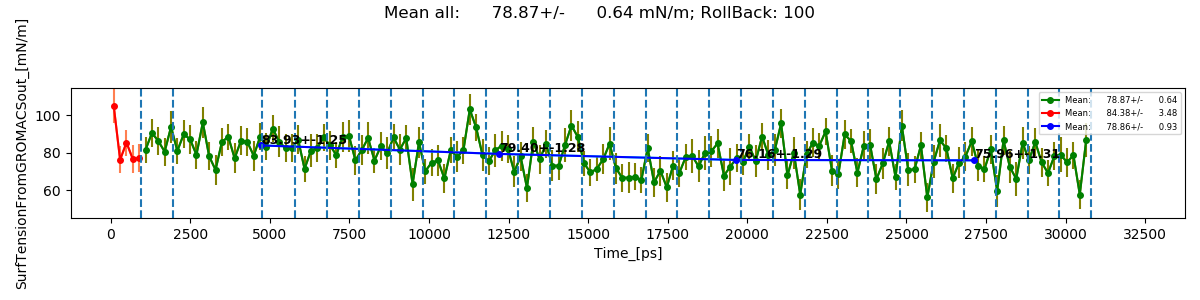 Mean all: 78.87+/- 0.64 mN/m; RollBack: 100
SurfTensionFromGROMACSout_[mN/m]
100
80
60
83.93+-1.25
79.40+-1.28
76.16+-1.29
75.96+-1.31
Mean: 78.87+/- 0.64
Mean: 84.38+/- 3.48
Mean: 78.86+/- 0.93
0 2500 5000 7500 10000 12500 15000 17500 20000 22500 25000 27500 30000 32500
Time_[ps]